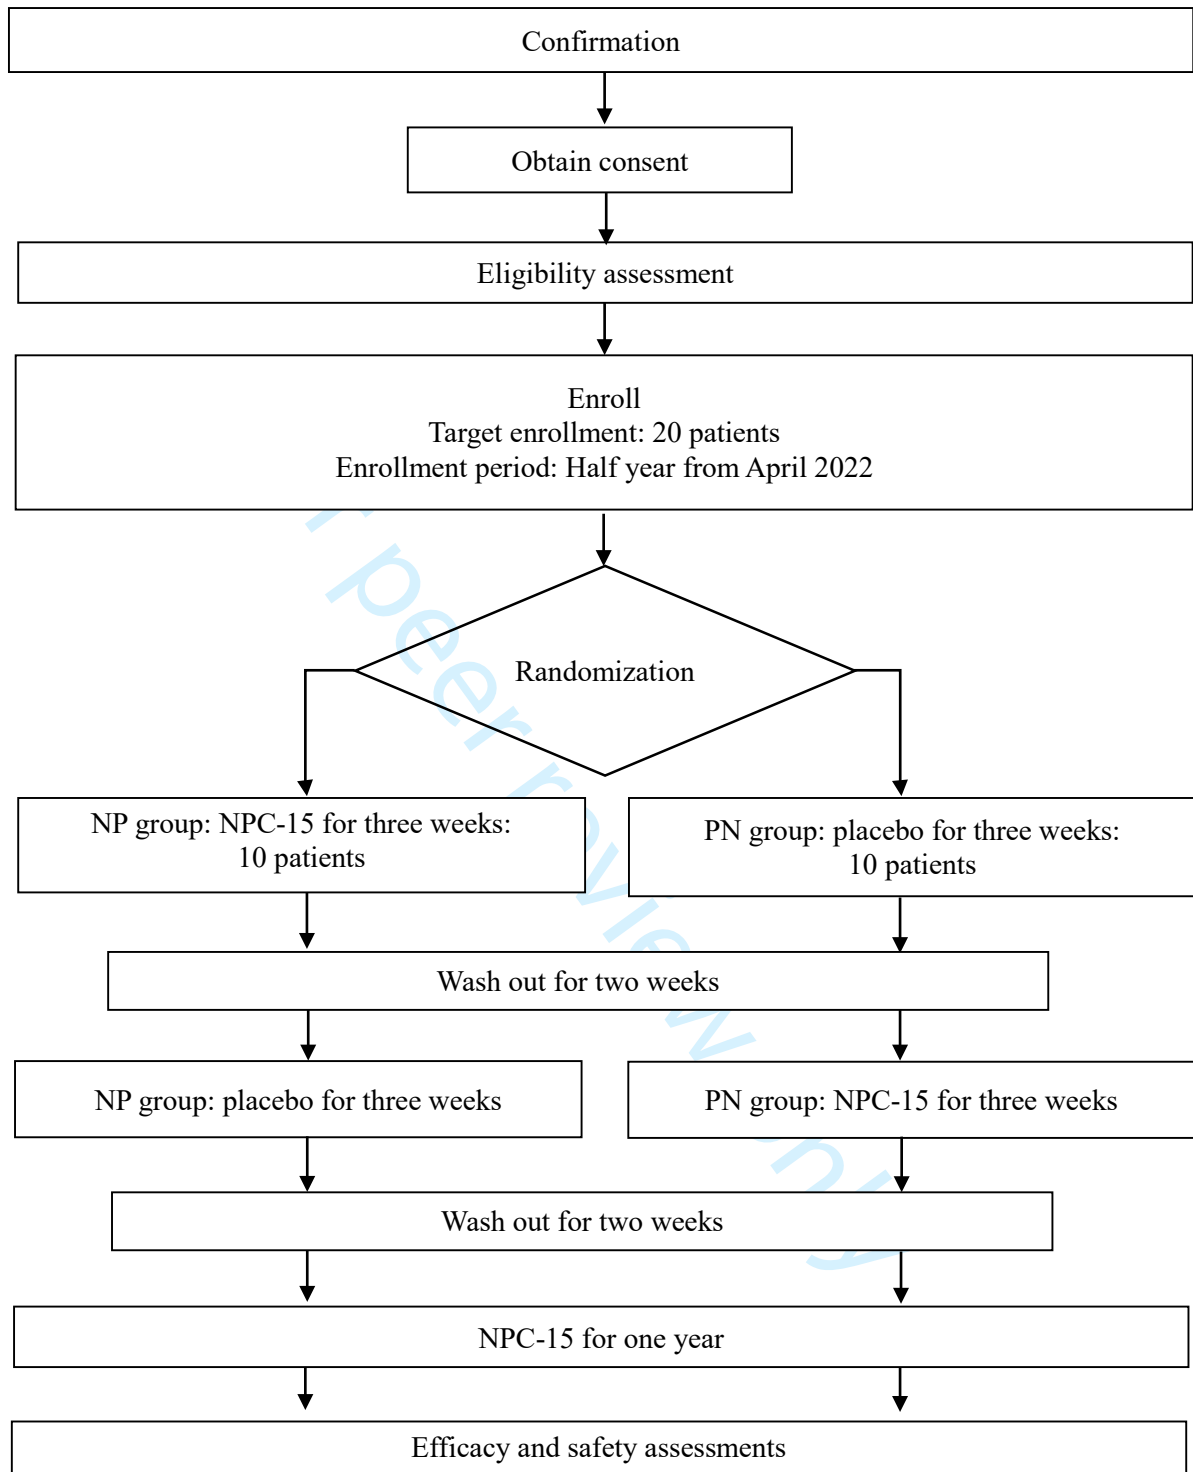 Confirmation
Obtain consent
Eligibility assessment
Enroll
Target enrollment: 20 patients
Enrollment period: Half year from April 2022
Randomization
NP group: NPC-15 for three weeks:
10 patients
PN group: placebo for three weeks:
10 patients
Wash out for two weeks
NP group: placebo for three weeks
PN group: NPC-15 for three weeks
Wash out for two weeks
NPC-15 for one year
Efficacy and safety assessments
r peer review only